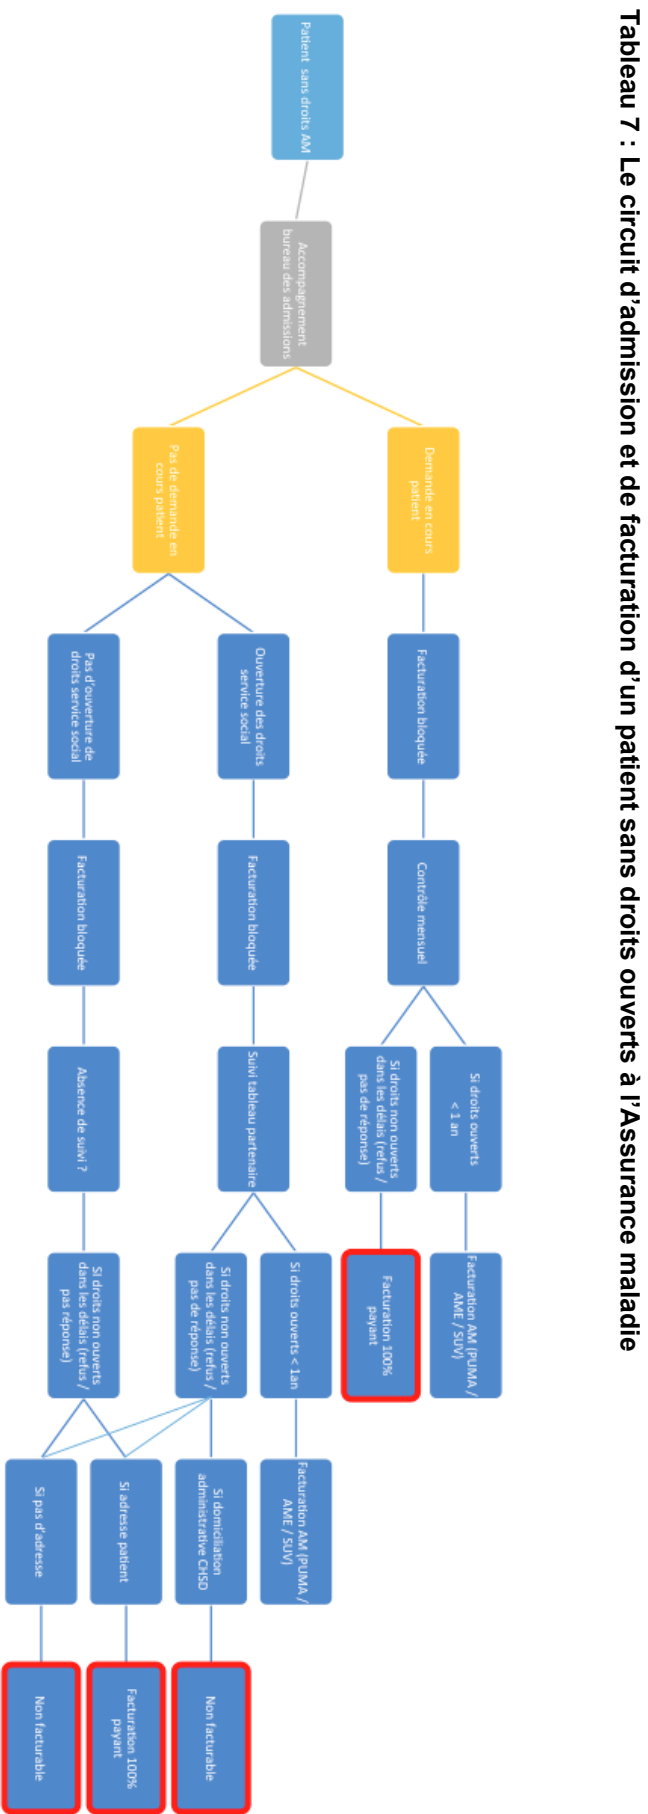 Tableau 7 : Le circuit d’admission et de facturation d’un patient sans droits ouverts à l’Assurance maladie
Patient sans droits AM
Accompagnement
bureau des admissions
Demande en cours
patient
Facturation bloquée
Contrôle mensuel
Si droits ouverts
< 1 an
Facturation AM (PUMA /
AME / SUV)
Si droits non ouverts
dans les délais (refus /
pas de réponse)
Facturation 100%
payant
Pas de demande en
cours patient
Ouverture des droits
service social
Facturation bloquée
Suivi tableau partenaire
Si droits ouverts < 1an
Facturation AM (PUMA /
AME / SUV)
Si droits non ouverts
dans les délais (refus /
pas de réponse)
Si domiciliation
administrative CHSD
Non facturable
Pas d’ouverture de
droits service social
Facturation bloquée
Absence de suivi ?
SI droits non ouverts
dans les délais (refus /
pas réponse)
Si adresse patient
Facturation 100%
payant
Si pas d’adresse
Non facturable